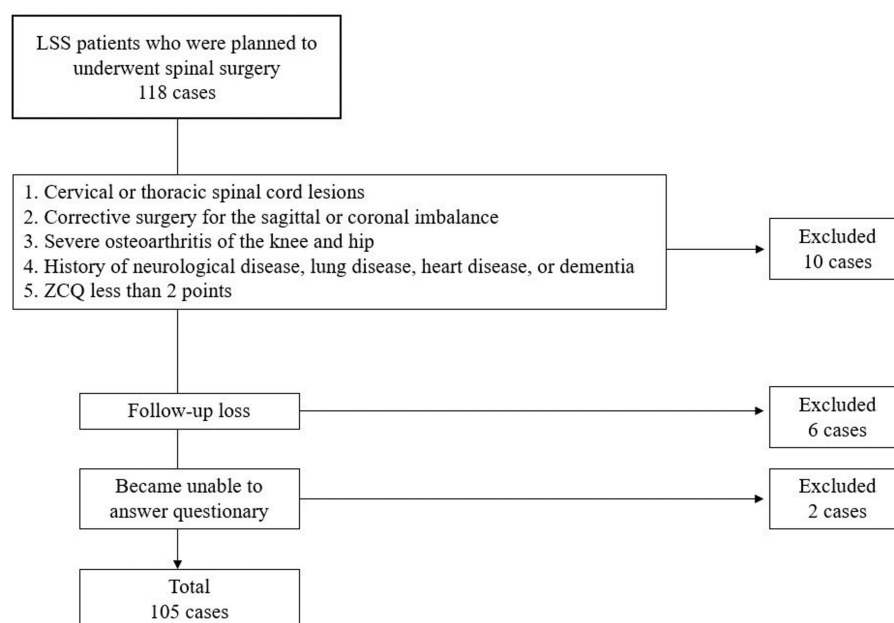 LSS patients who were planned to
underwent spinal surgery
118 cases
1. Cervical or thoracic spinal cord lesions
2. Corrective surgery for the sagittal or coronal imbalance
3. Severe osteoarthritis of the knee and hip
4. History of neurological disease, lung disease, heart disease, or dementia
5. ZCQ less than 2 points
Excluded
10 cases
Follow-up loss
Excluded
6 cases
Became unable to
answer questionary
Excluded
2 cases
Total
105 cases